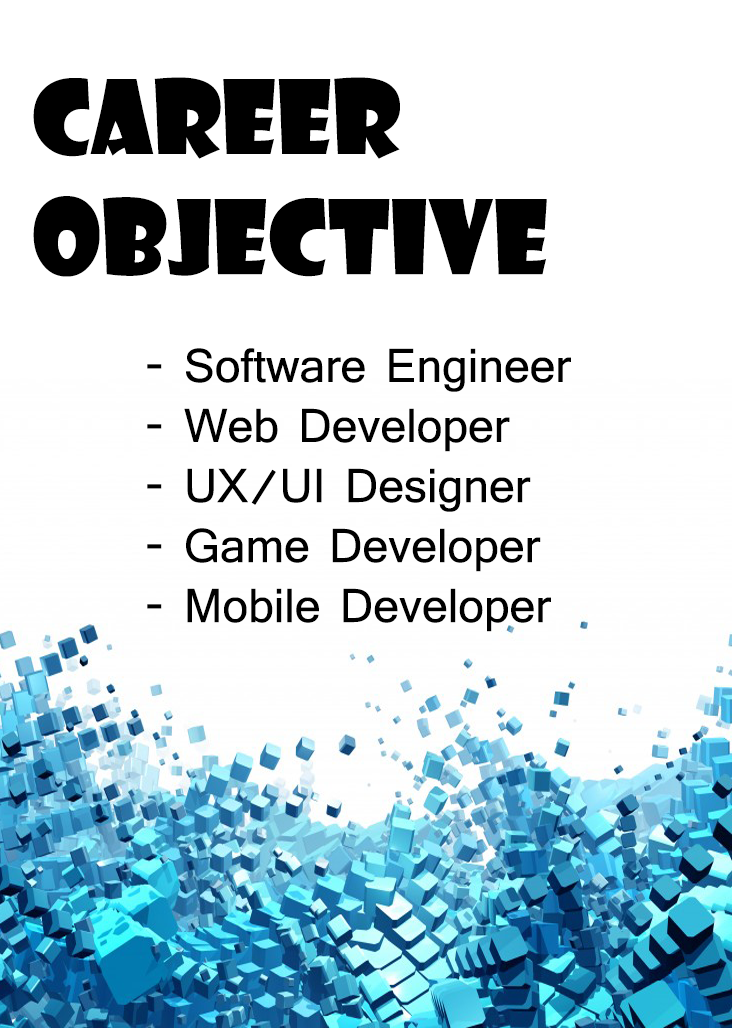 CAREER
OBJECTIVE
- Software Engineer
- Web Developer
- UX/UI Designer
- Game Developer
- Mobile Developer